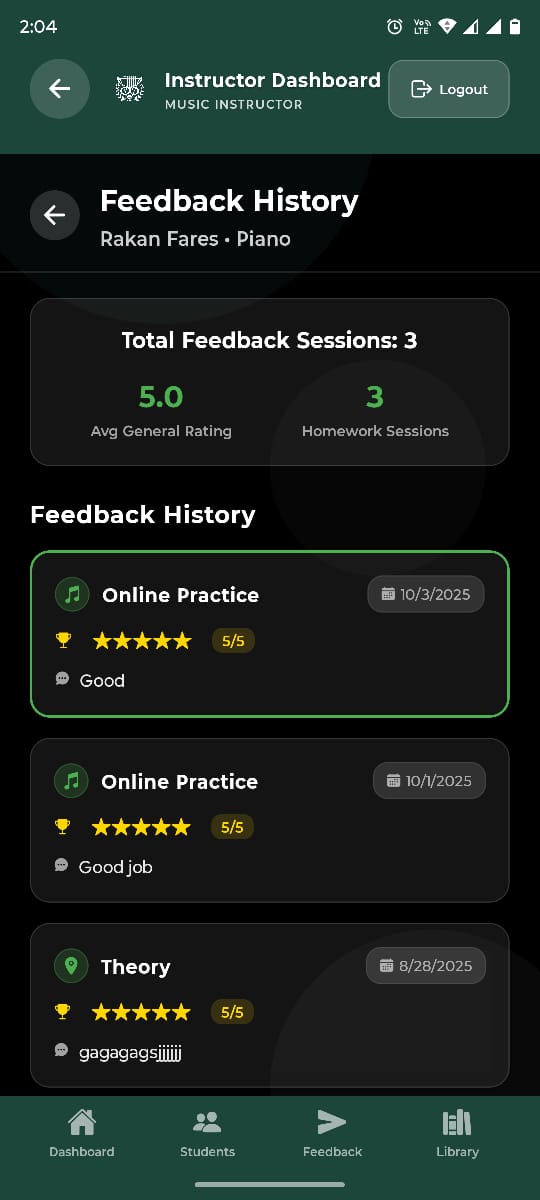 2:04
Vo))
LTE
Instructor Dashboard
MUSIC INSTRUCTOR
Logout
Feedback History
Rakan Fares • Piano
Total Feedback Sessions: 3
5.0
3
Avg General Rating
Homework Sessions
Feedback History
Online Practice
10/3/2025
5/5
Good
Online Practice
10/1/2025
5/5
Good job
Theory
8/28/2025
5/5
gagagagsjjjjjj
Dashboard
Students
Feedback
Library